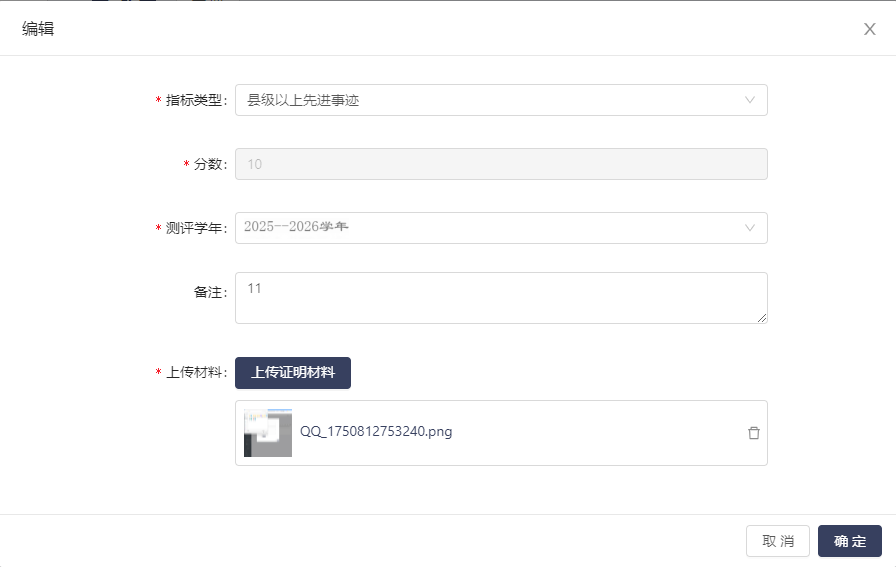 编辑
* 指标类型: 县级以上先进事迹
* 分数: 10
* 测评学年: 2025--2026学年
备注: 11
* 上传材料: 上传证明材料
QQ_1750812753240.png
取 消 确 定